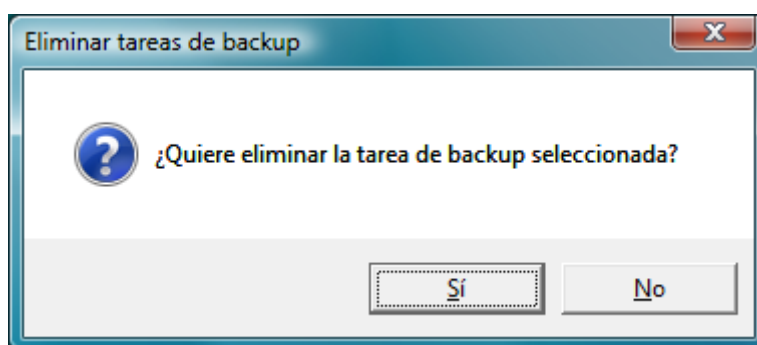 Eliminar tareas de backup
¿Quiere eliminar la tarea de backup seleccionada?
Sí No